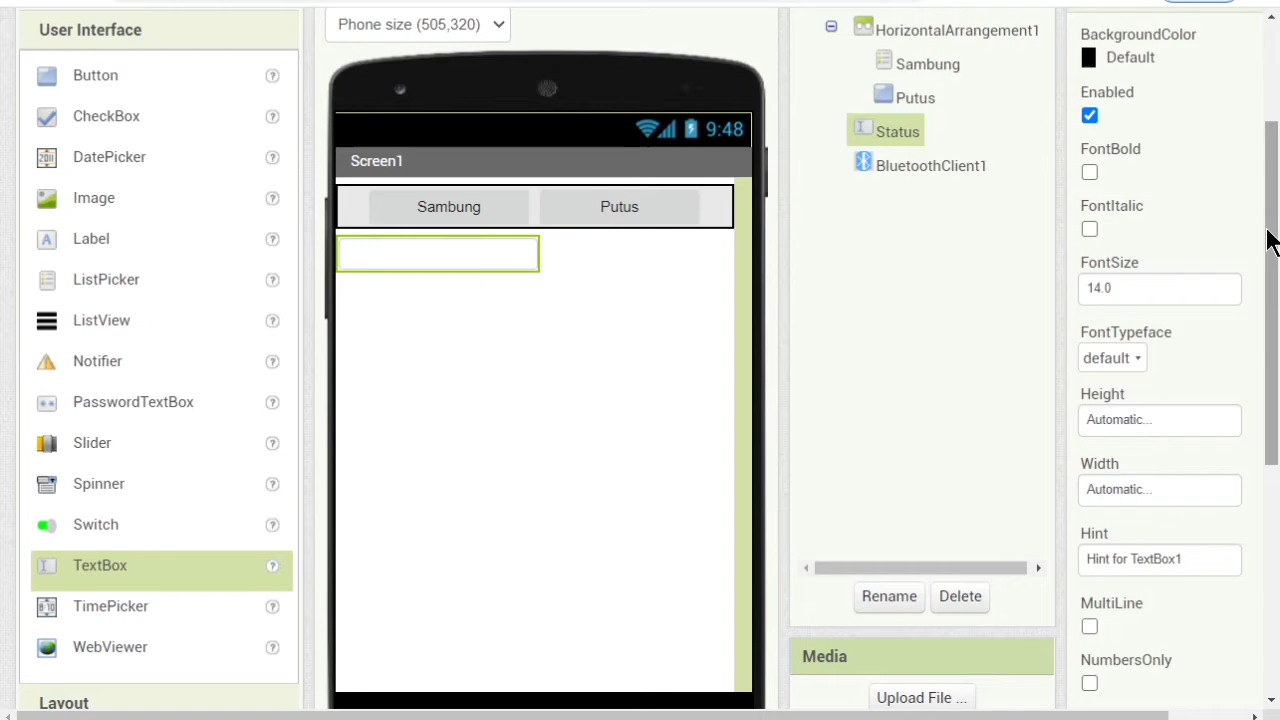 User Interface
Button
CheckBox
DatePicker
Image
Label
ListPicker
ListView
Notifier
PasswordTextBox
Slider
Spinner
Switch
TextBox
TimePicker
WebViewer
Layout
Phone size (505,320)
9:48
Screen1
Sambung
Putus
HorizontalArrangement1
Sambung
Putus
Status
BluetoothClient1
Rename
Delete
Media
Upload File ...
BackgroundColor
Default
Enabled
FontBold
FontItalic
FontSize
14.0
FontTypeface
default
Height
Automatic...
Width
Automatic...
Hint
Hint for TextBox1
MultiLine
NumbersOnly